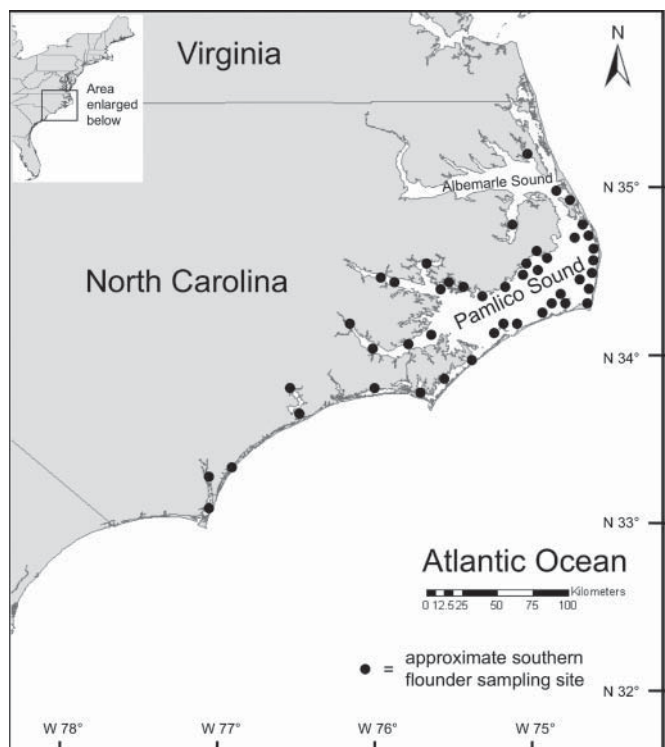 Virginia
Area
enlarged
below
N
Albemarle Sound
N 35°
North Carolina
Pamlico Sound
N 34°
N 33°
Atlantic Ocean
Kilometers
0 12.5 25 50 75 100
= approximate southern
flounder sampling site
N 32°
W 78° W 77° W 76° W 75°